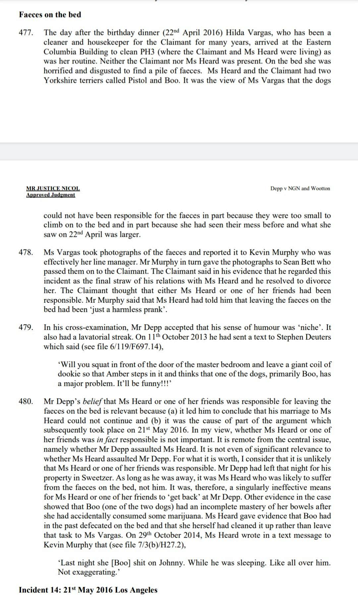 Faeces on the bed
477. The day after the birthday dinner (22nd April 2016) Hilda Vargas, who has been a
cleaner and housekeeper for the Claimant for many years, arrived at the Eastern
Columbia Building to clean PH3 (where the Claimant and Ms Heard were living) as
was her routine. Neither the Claimant nor Ms Heard was present. On the bed she was
horrified and disgusted to find a pile of faeces. Ms Heard and the Claimant had two
Yorkshire terriers called Pistol and Boo. It was the view of Ms Vargas that the dogs
MR JUSTICE NICOL
Approved Judgment
Depp v NGN and Wootton
could not have been responsible for the faeces in part because they were too small to
climb on to the bed and in part because she had seen their mess before and what she
saw on 22nd April was larger.
478. Ms Vargas took photographs of the faeces and reported it to Kevin Murphy who was
effectively her line manager. Mr Murphy in turn gave the photographs to Sean Bett who
passed them on to the Claimant. The Claimant said in his evidence that he regarded this
incident as the final straw of his relations with Ms Heard and he resolved to divorce
her. The Claimant thought that either Ms Heard or one of her friends had been
responsible. Mr Murphy said that Ms Heard had told him that leaving the faeces on the
bed had been ‘just a harmless prank’.
479. In his cross-examination, Mr Depp accepted that his sense of humour was ‘niche’. It
also had a lavatorial streak. On 11th October 2013 he had sent a text to Stephen Deuters
which said (see file 6/119/F697.14),
‘Will you squat in front of the door of the master bedroom and leave a giant coil of
dookie so that Amber steps in it and thinks that one of the dogs, primarily Boo, has
a major problem. It’ll be funny!!!’
480. Mr Depp’s belief that Ms Heard or one of her friends was responsible for leaving the
faeces on the bed is relevant because (a) it led him to conclude that his marriage to Ms
Heard could not continue and (b) it was the cause of part of the argument which
subsequently took place on 21st May 2016. In my view, whether Ms Heard or one of
her friends was in fact responsible is not important. It is remote from the central issue,
namely whether Mr Depp assaulted Ms Heard. It is not even of significant relevance to
whether Ms Heard assaulted Mr Depp. For what it is worth, I consider that it is unlikely
that Ms Heard or one of her friends was responsible. Mr Depp had left that night for his
property in Sweetzer. As long as he was away, it was Ms Heard who was likely to suffer
from the faeces on the bed, not him. It was, therefore, a singularly ineffective means
for Ms Heard or one of her friends to ‘get back’ at Mr Depp. Other evidence in the case
showed that Boo (one of the two dogs) had an incomplete mastery of her bowels after
she had accidentally consumed some marijuana. Ms Heard gave evidence that Boo had
in the past defecated on the bed and that she herself had cleaned it up rather than leave
that task to Ms Vargas. On 29th October 2014, Ms Heard wrote in a text message to
Kevin Murphy that (see file 7/3(b)/H27.2),
‘Last night she [Boo] shit on Johnny. While he was sleeping. Like all over him.
Not exaggerating.’
Incident 14: 21st May 2016 Los Angeles